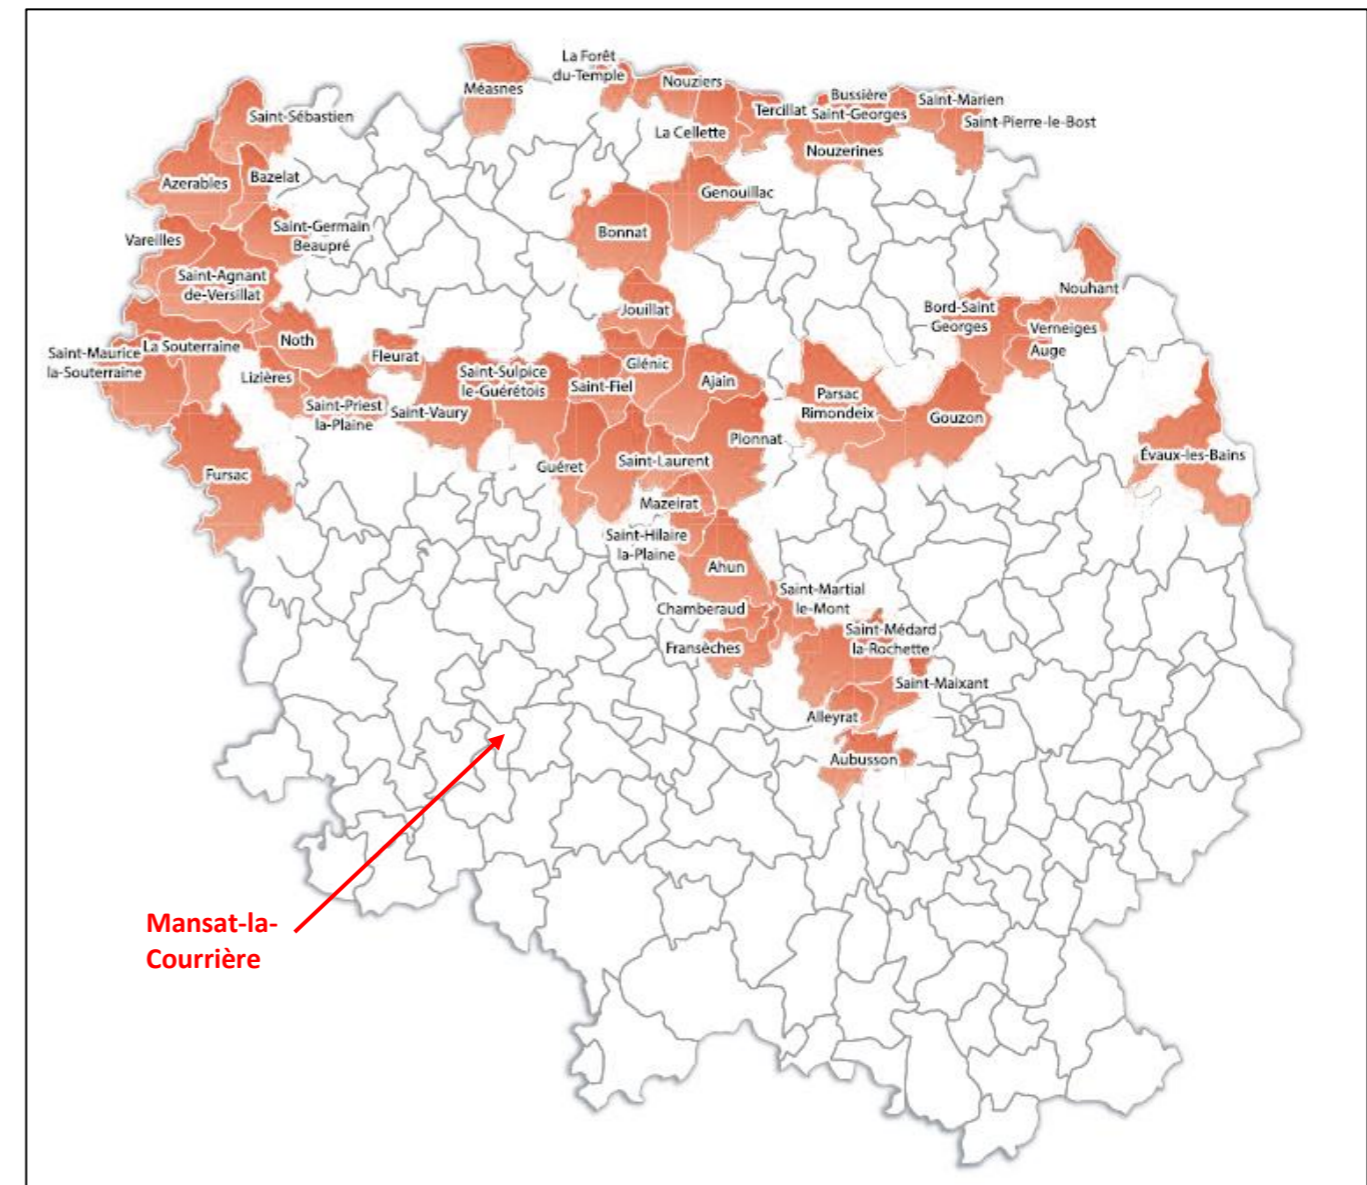 La Forêt
du-Temple
Méasnes
Nouziers
Bussière
Saint-Georges
Saint-Marien
Saint-Sébastien
Tercillat
Saint-Pierre-le-Bost
La Cellette
Nouzerines
Azerables
Bazelat
Genouillac
Saint-Germain
Beaupré
Bonnat
Vareilles
Saint-Agnant
de-Versillat
Nouhant
Jouillat
Bord-Saint
Georges
Verneiges
Saint-Maurice
la-Souterraine
La Souterraine
Noth
Fleurat
Auge
Glénic
Lizières
Saint-Sulpice
le-Guérétois
Saint-Fiel
Ajain
Parsac
Rimondeix
Saint-Priest
la-Plaine
Saint-Vaury
Gouzon
Pionnat
Évaux-les-Bains
Guéret
Saint-Laurent
Fursac
Mazeirat
Saint-Hilaire
la-Plaine
Ahun
Saint-Martial
le-Mont
Chamberaud
Saint-Médard
la-Rochette
Fransèches
Saint-Maixant
Alleyrat
Aubusson
Mansat-la-
Courrière